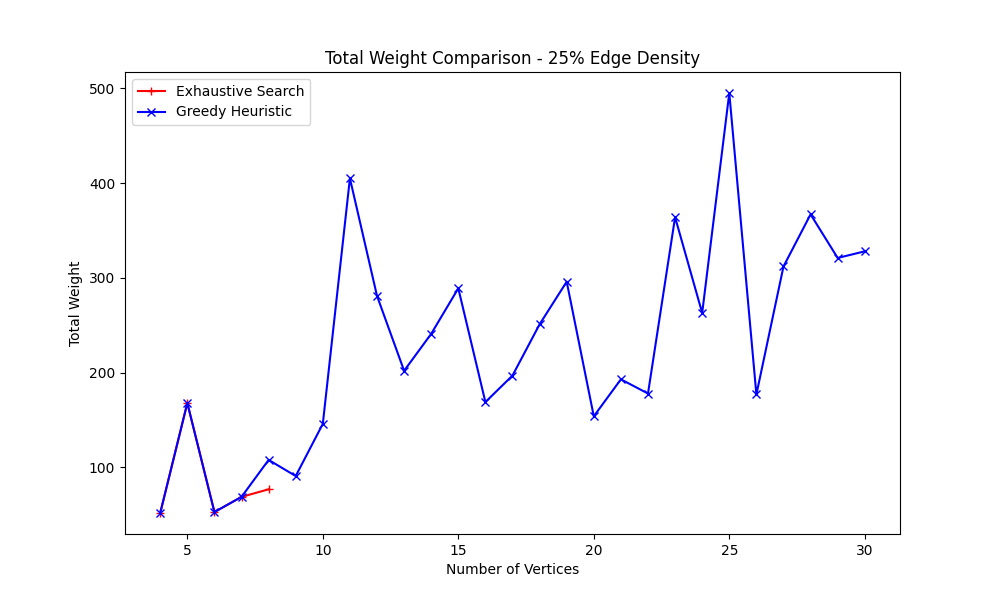 Total Weight Comparison - 25% Edge Density
Exhaustive Search
Greedy Heuristic
500
400
300
200
100
Total Weight
5 10 15 20 25 30
Number of Vertices